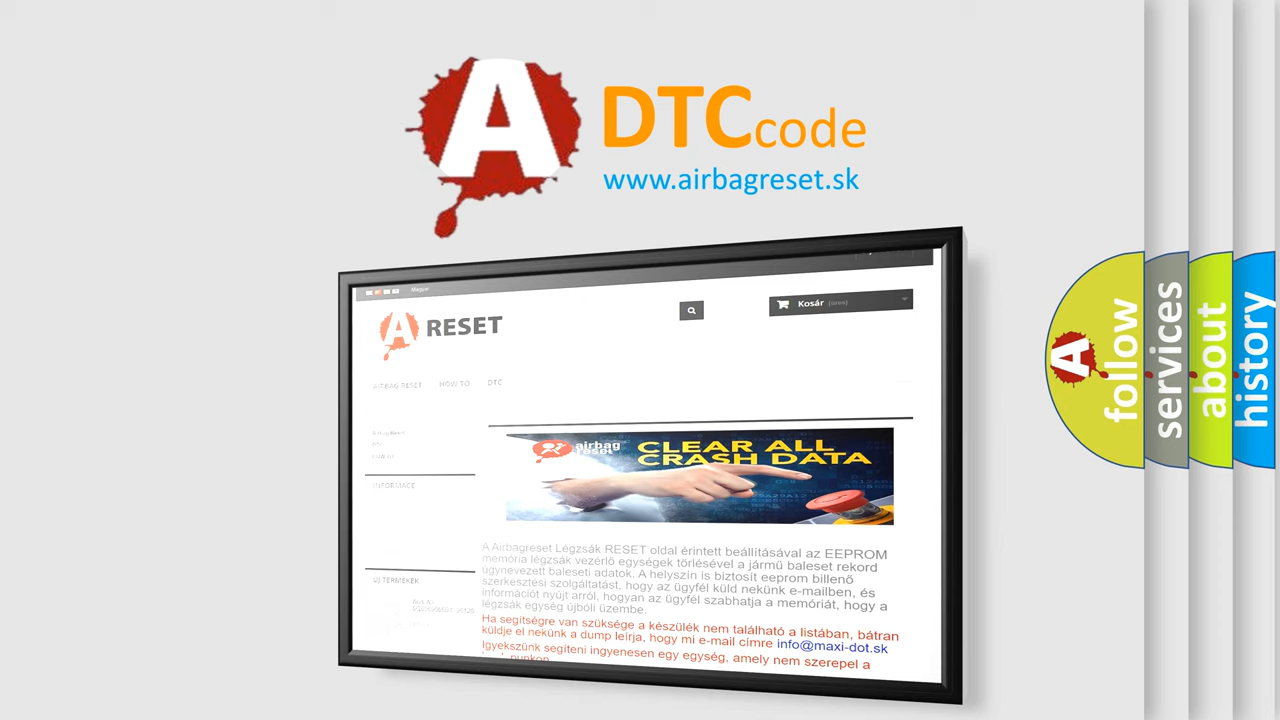 A DTC code
www.airbagreset.sk
Magyar
A RESET
Kosár (üres)
AIRBAG RESET HOW TO DTC
INFORMACE
ÚJ TERMÉKEK
airbag
reset
CLEAR ALL
CRASH DATA
A Airbagreset Légzsák RESET oldal érintett beállításával az EEPROM
memória légzsák vezérlő egységek törlésével a jármű baleset rekord
úgynevezett baleseti adatok. A helyszín is biztosít eeprom billenő
szerkesztési szolgáltatást, hogy az ügyfél küld nekünk e-mailben, és
információt nyújt arról, hogyan az ügyfél szabhatja a memóriát, hogy a
légzsák egység újbóli üzembe.
Ha segítségre van szüksége a készülék nem található a listában, bátran
küldje el nekünk a dump leírja, hogy mi e-mail címre info@maxi-dot.sk
Igyekszünk segíteni ingyenesen egy egység, amely nem szerepel a
A
follow
services
about
history